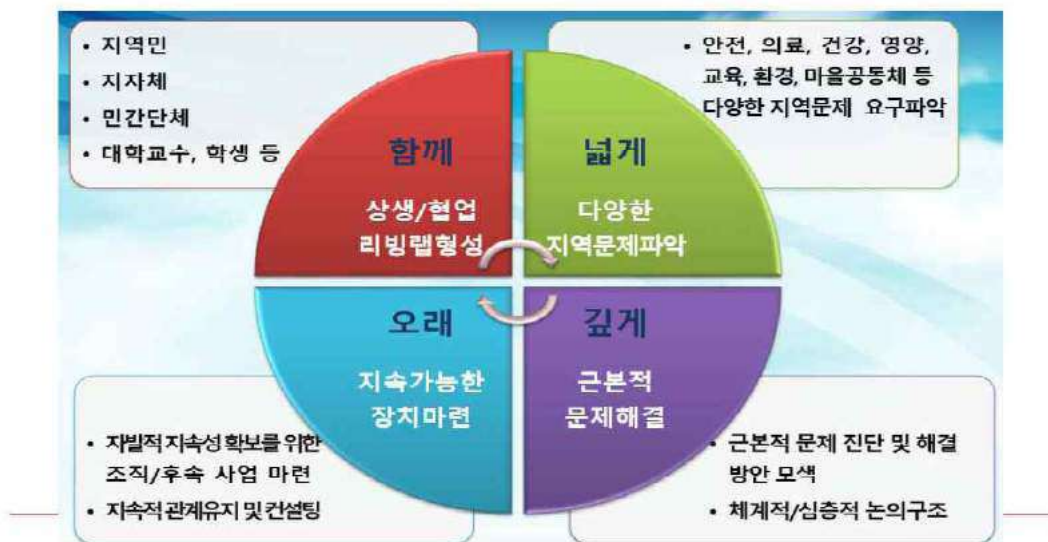 • 지역민
• 지자체
• 민간단체
• 대학교수, 학생 등
• 안전, 의료, 건강, 영양,
교육, 환경, 마을공동체 등
다양한 지역문제 요구파악
함께
상생/협업
리빙랩형성
넓게
다양한
지역문제파악
오래
지속가능한
장치마련
깊게
근본적
문제해결
• 자발적 지속성 확보를 위한
조직/후속 사업 마련
• 지속적 관계유지 및 컨설팅
• 근본적 문제 진단 및 해결
방안 모색
• 체계적/심층적 논의구조